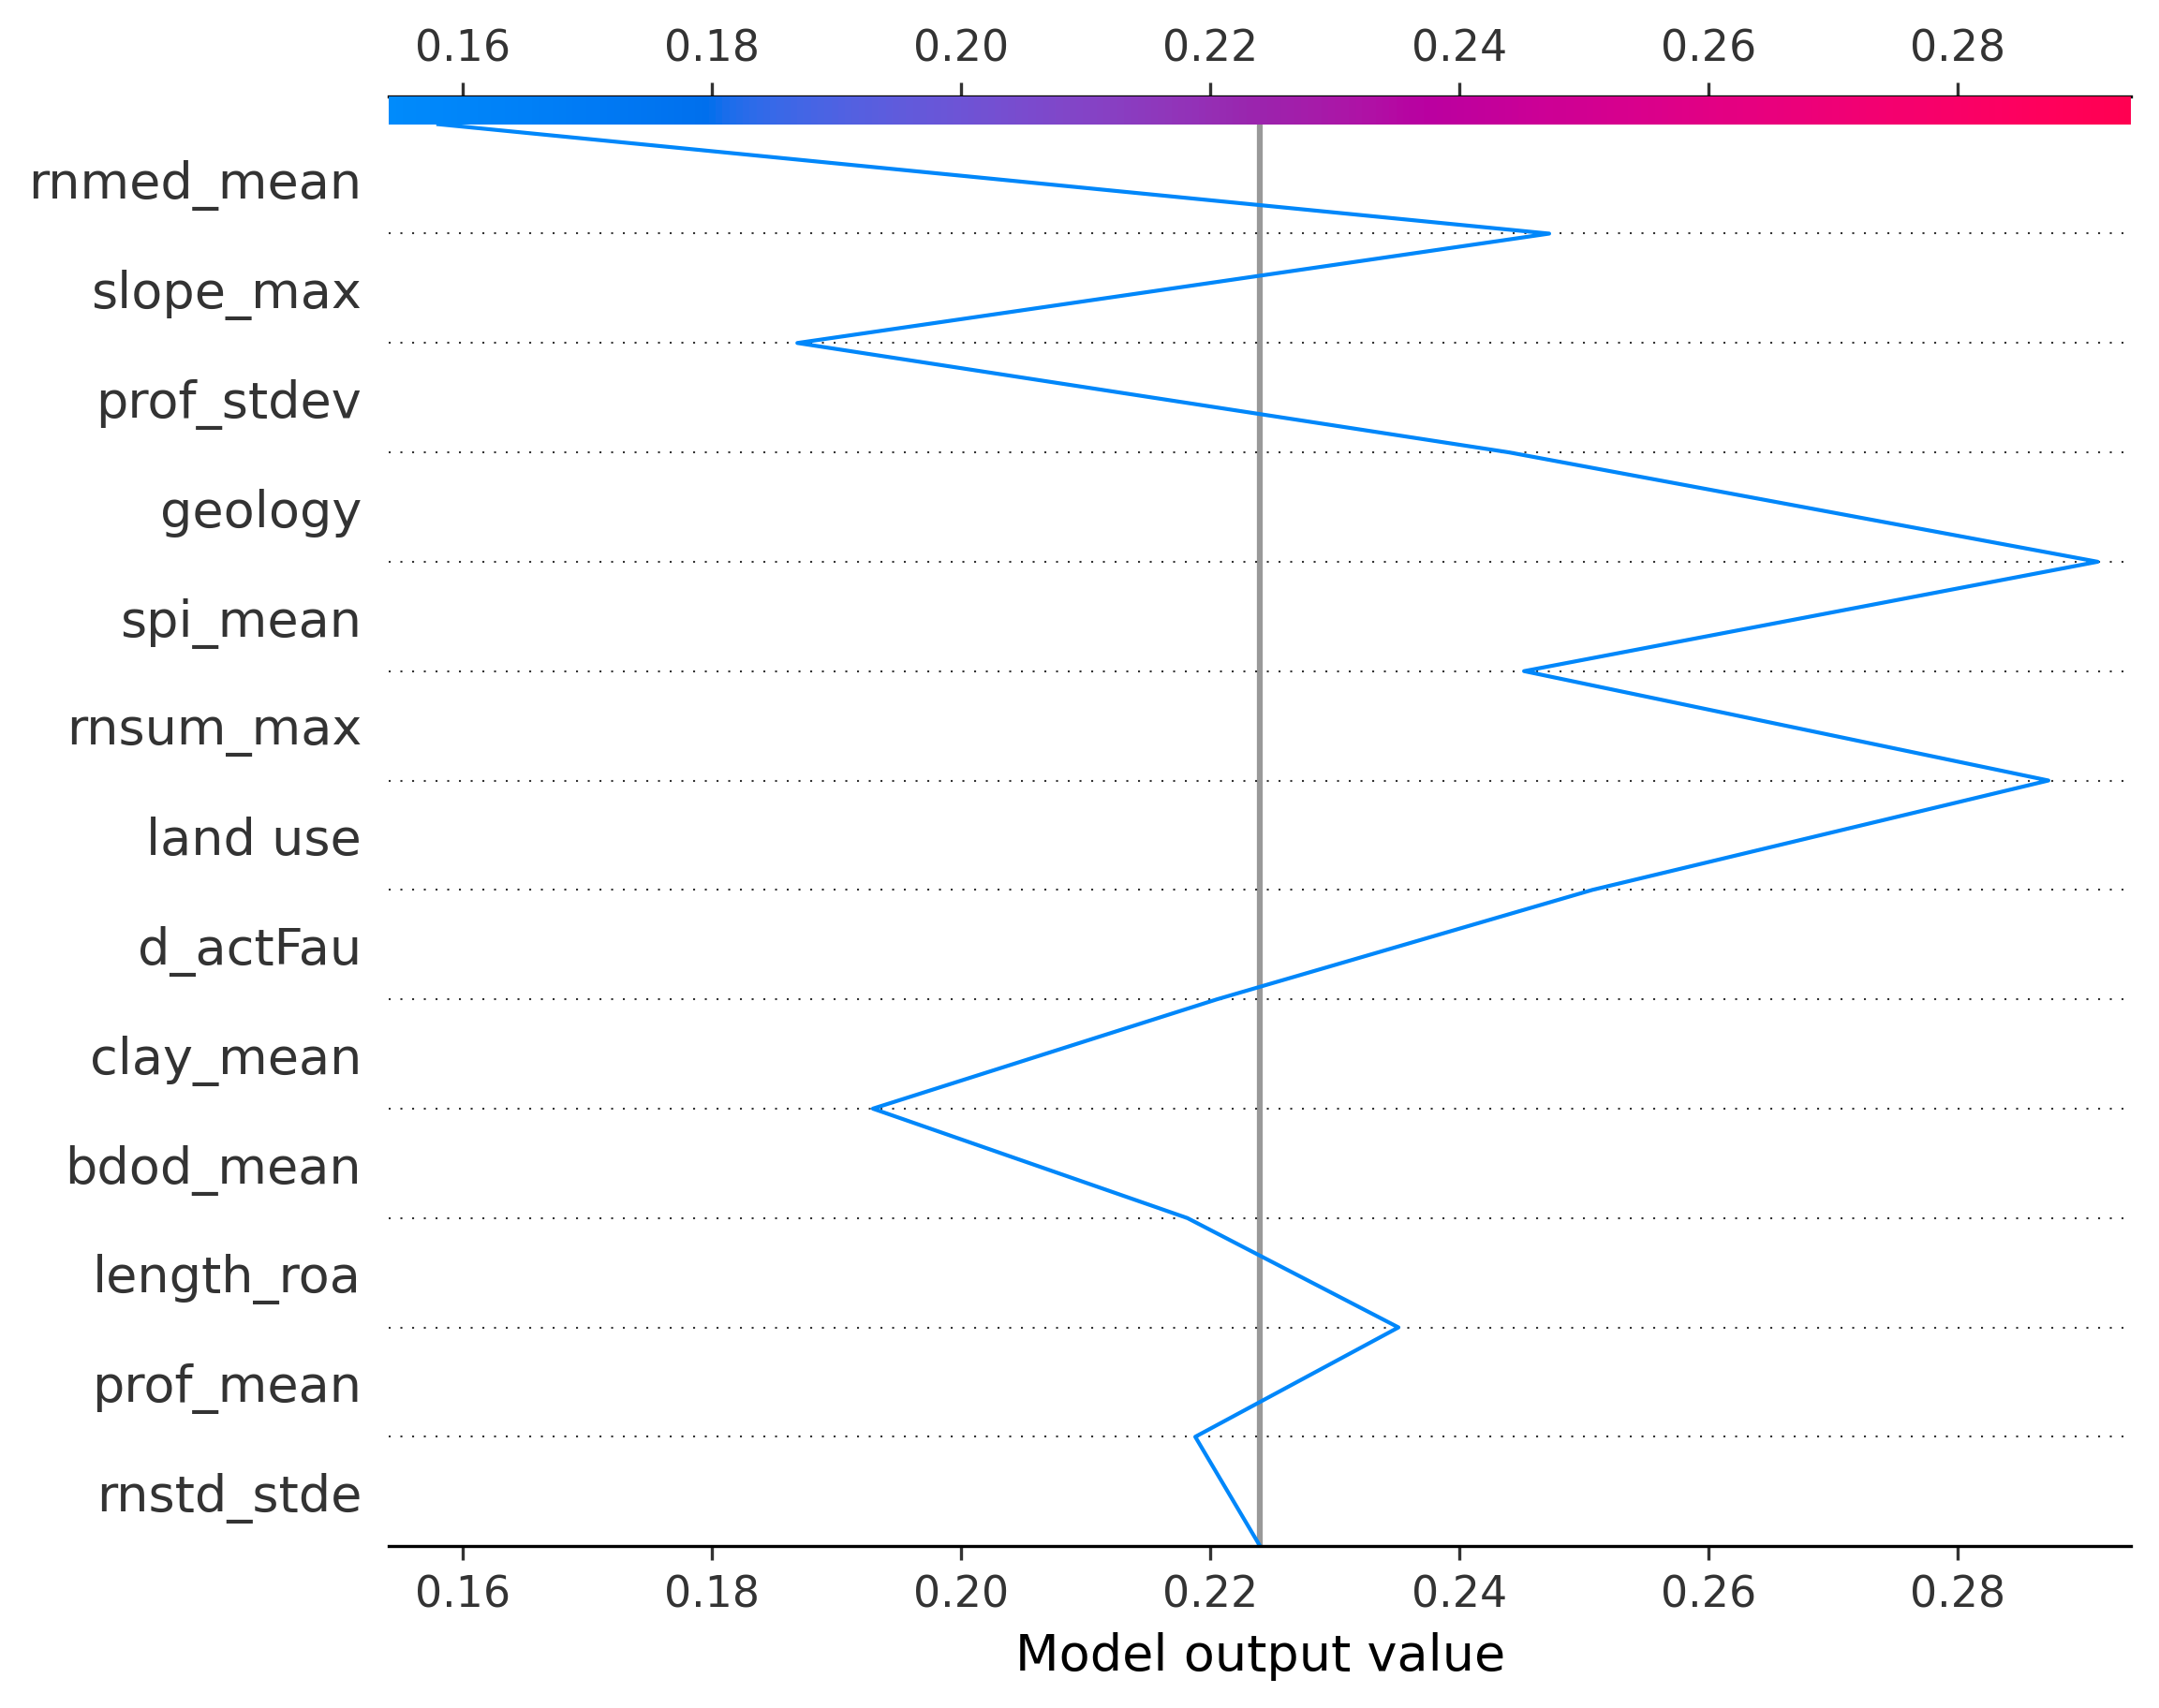 0.16 0.18 0.20 0.22 0.24 0.26 0.28
rnmed_mean
slope_max
prof_stdev
geology
spi_mean
rnsum_max
land use
d_actFau
clay_mean
bdod_mean
length_roa
prof_mean
rnstd_stde
0.16 0.18 0.20 0.22 0.24 0.26 0.28
Model output value